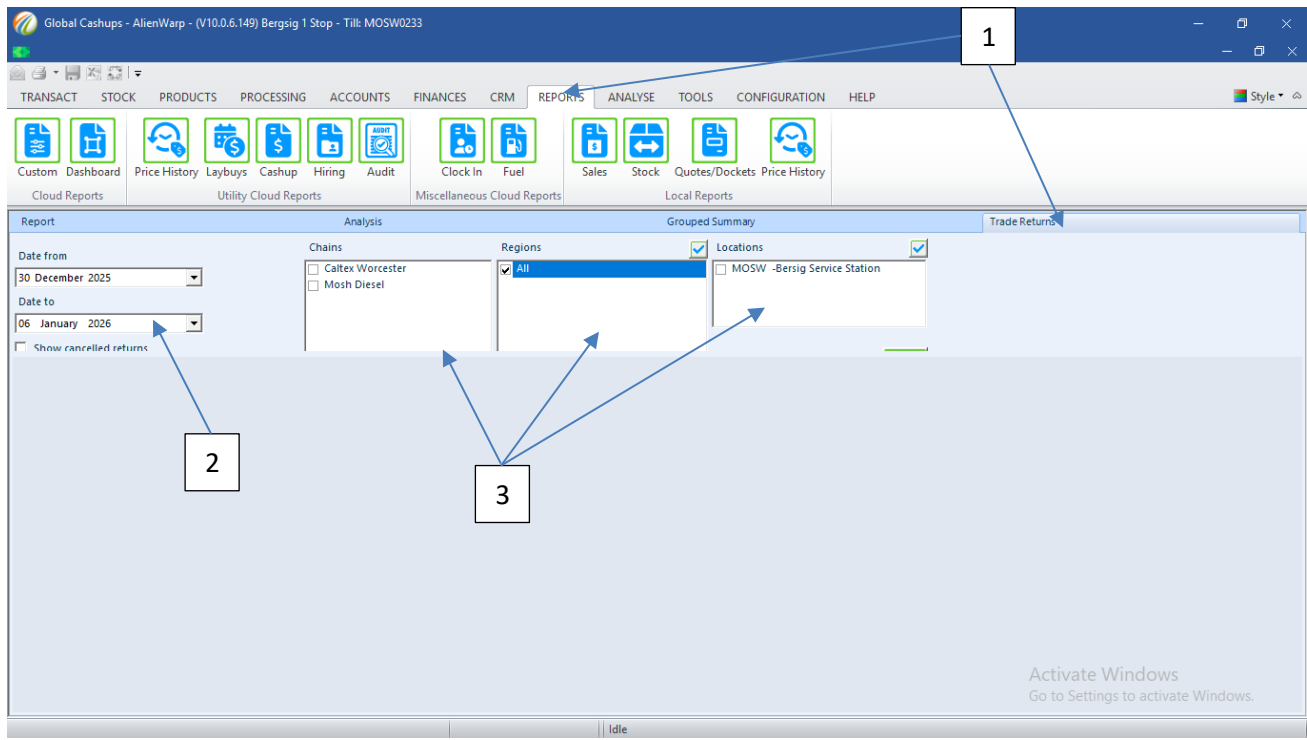 Global Cashups - AlienWarp - (V10.0.6.149) Bergsig 1 Stop - Till: MOSW0233
1
TRANSACT STOCK PRODUCTS PROCESSING ACCOUNTS FINANCES CRM REPORTS ANALYSE TOOLS CONFIGURATION HELP Style
AUDIT
Custom Dashboard Price History Laybuys Cashup Hiring Audit Clock In Fuel Sales Stock Quotes/Dockets Price History
Cloud Reports Utility Cloud Reports Miscellaneous Cloud Reports Local Reports
Report Analysis Grouped Summary Trade Returns
Date from Chains Regions Locations
30 December 2025 Caltex Worcester All MOSW -Bersig Service Station
Mosh Diesel
Date to
06 January 2026
Show cancelled returns
2
3
Activate Windows
Go to Settings to activate Windows.
Idle